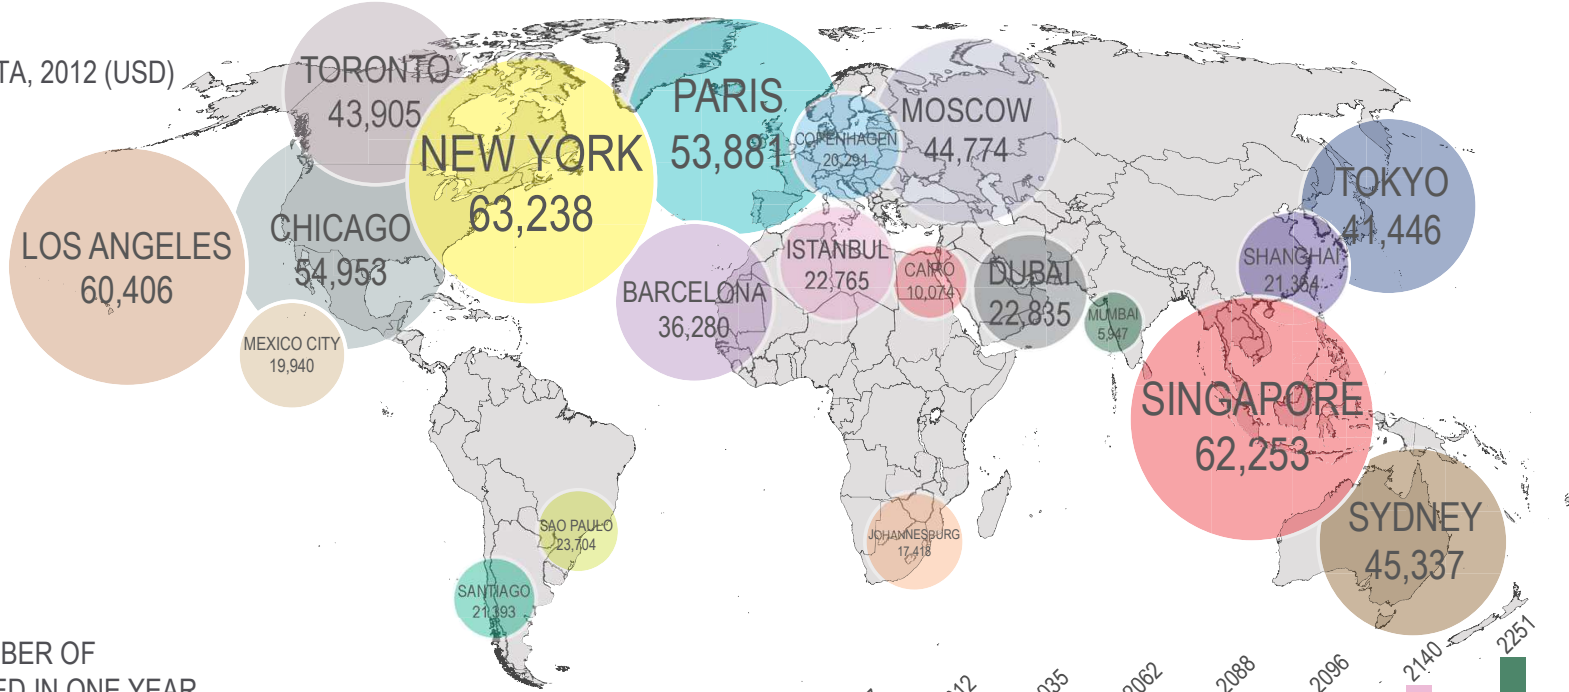 TA, 2012 (USD)
TORONTO
43,905
NEW YORK
63,238
PARIS
53,881
COPENHAGEN
20,291
MOSCOW
44,774
TOKYO
41,446
LOS ANGELES
60,406
CHICAGO
54,953
MEXICO CITY
19,940
BARCELONA
36,280
ISTANBUL
22,765
CAIRO
10,074
DUBAI
22,835
MUMBAI
5,947
SHANGHAI
21,364
SINGAPORE
62,253
SYDNEY
45,337
SAO PAULO
23,704
SANTIAGO
21,393
JOHANNESBURG
17,418
BER OF
ED IN ONE YEAR
2062
2088
2096
2140
2251